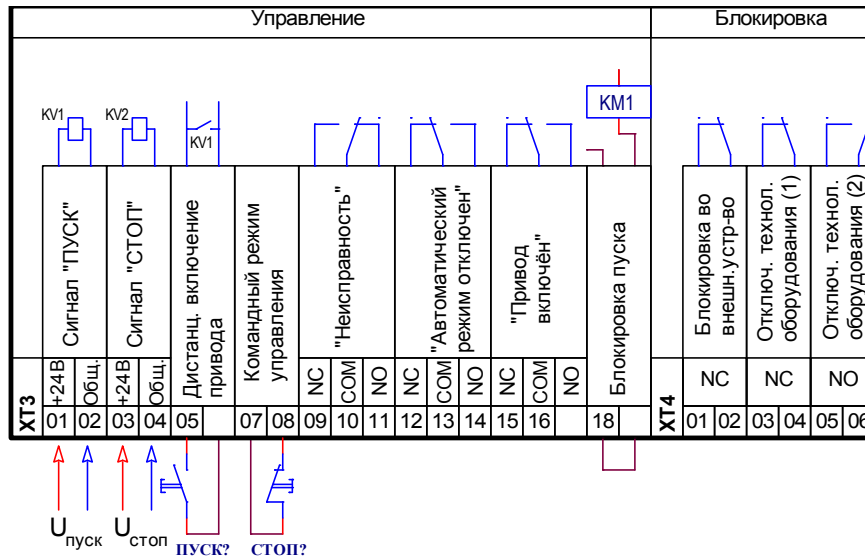 Управление
Блокировка
KM1
KV1
KV2
KV1
Сигнал "ПУСК"
Сигнал "СТОП"
Дистанц. включение
привода
Командный режим
управления
"Неисправность"
"Автоматический
режим отключен"
"Привод
включён"
Блокировка пуска
Блокировка во
внешн.устр-во
Отключ. технол.
оборудования (1)
Отключ. технол.
оборудования (2)
+24В Общ. +24В Общ. NC COM NO NC COM NO NC COM NO NC NC NO
XT3 01 02 03 04 05 07 08 09 10 11 12 13 14 15 16 18 XT4 01 02 03 04 05 06
Uпуск Uстоп
ПУСК? СТОП?